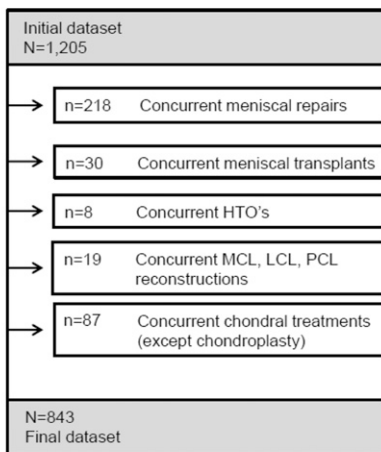 Initial dataset
N=1,205
n=218 Concurrent meniscal repairs
n=30 Concurrent meniscal transplants
n=8 Concurrent HTO's
n=19 Concurrent MCL, LCL, PCL
reconstructions
n=87 Concurrent chondral treatments
(except chondroplasty)
N=843
Final dataset